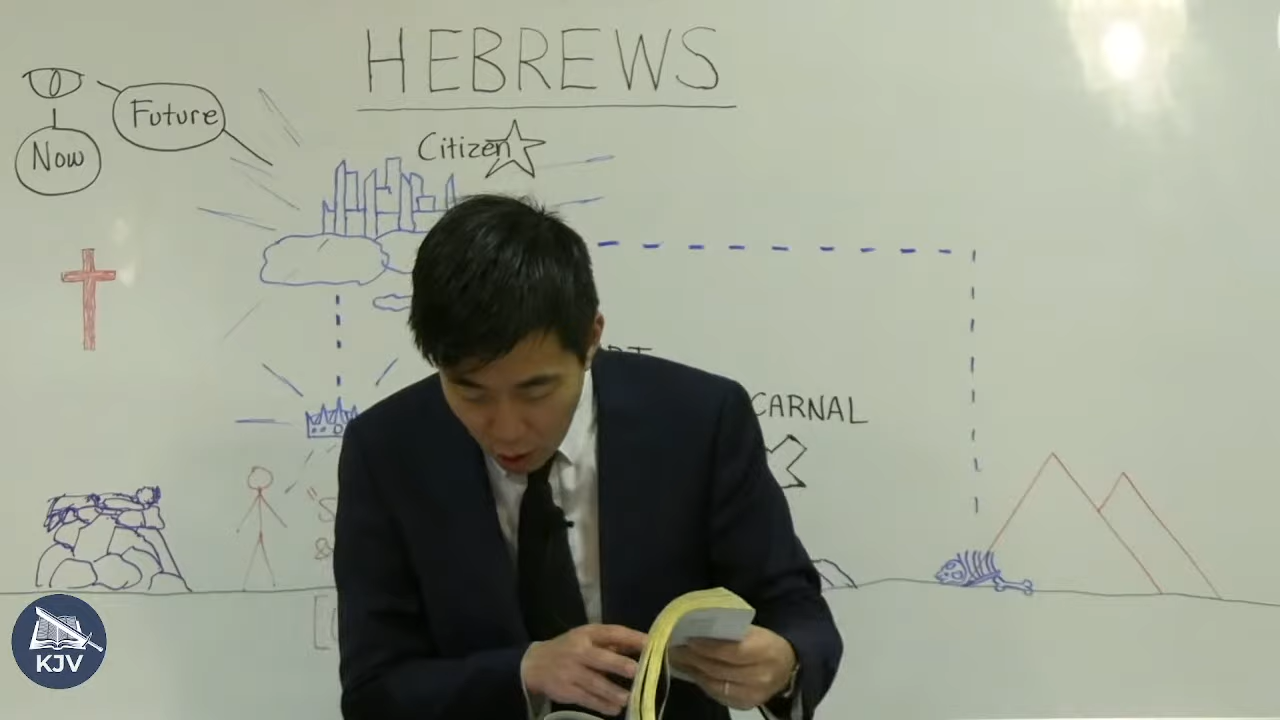 HEBREWS
Future
Now
Citizen
CARNAL
KJV